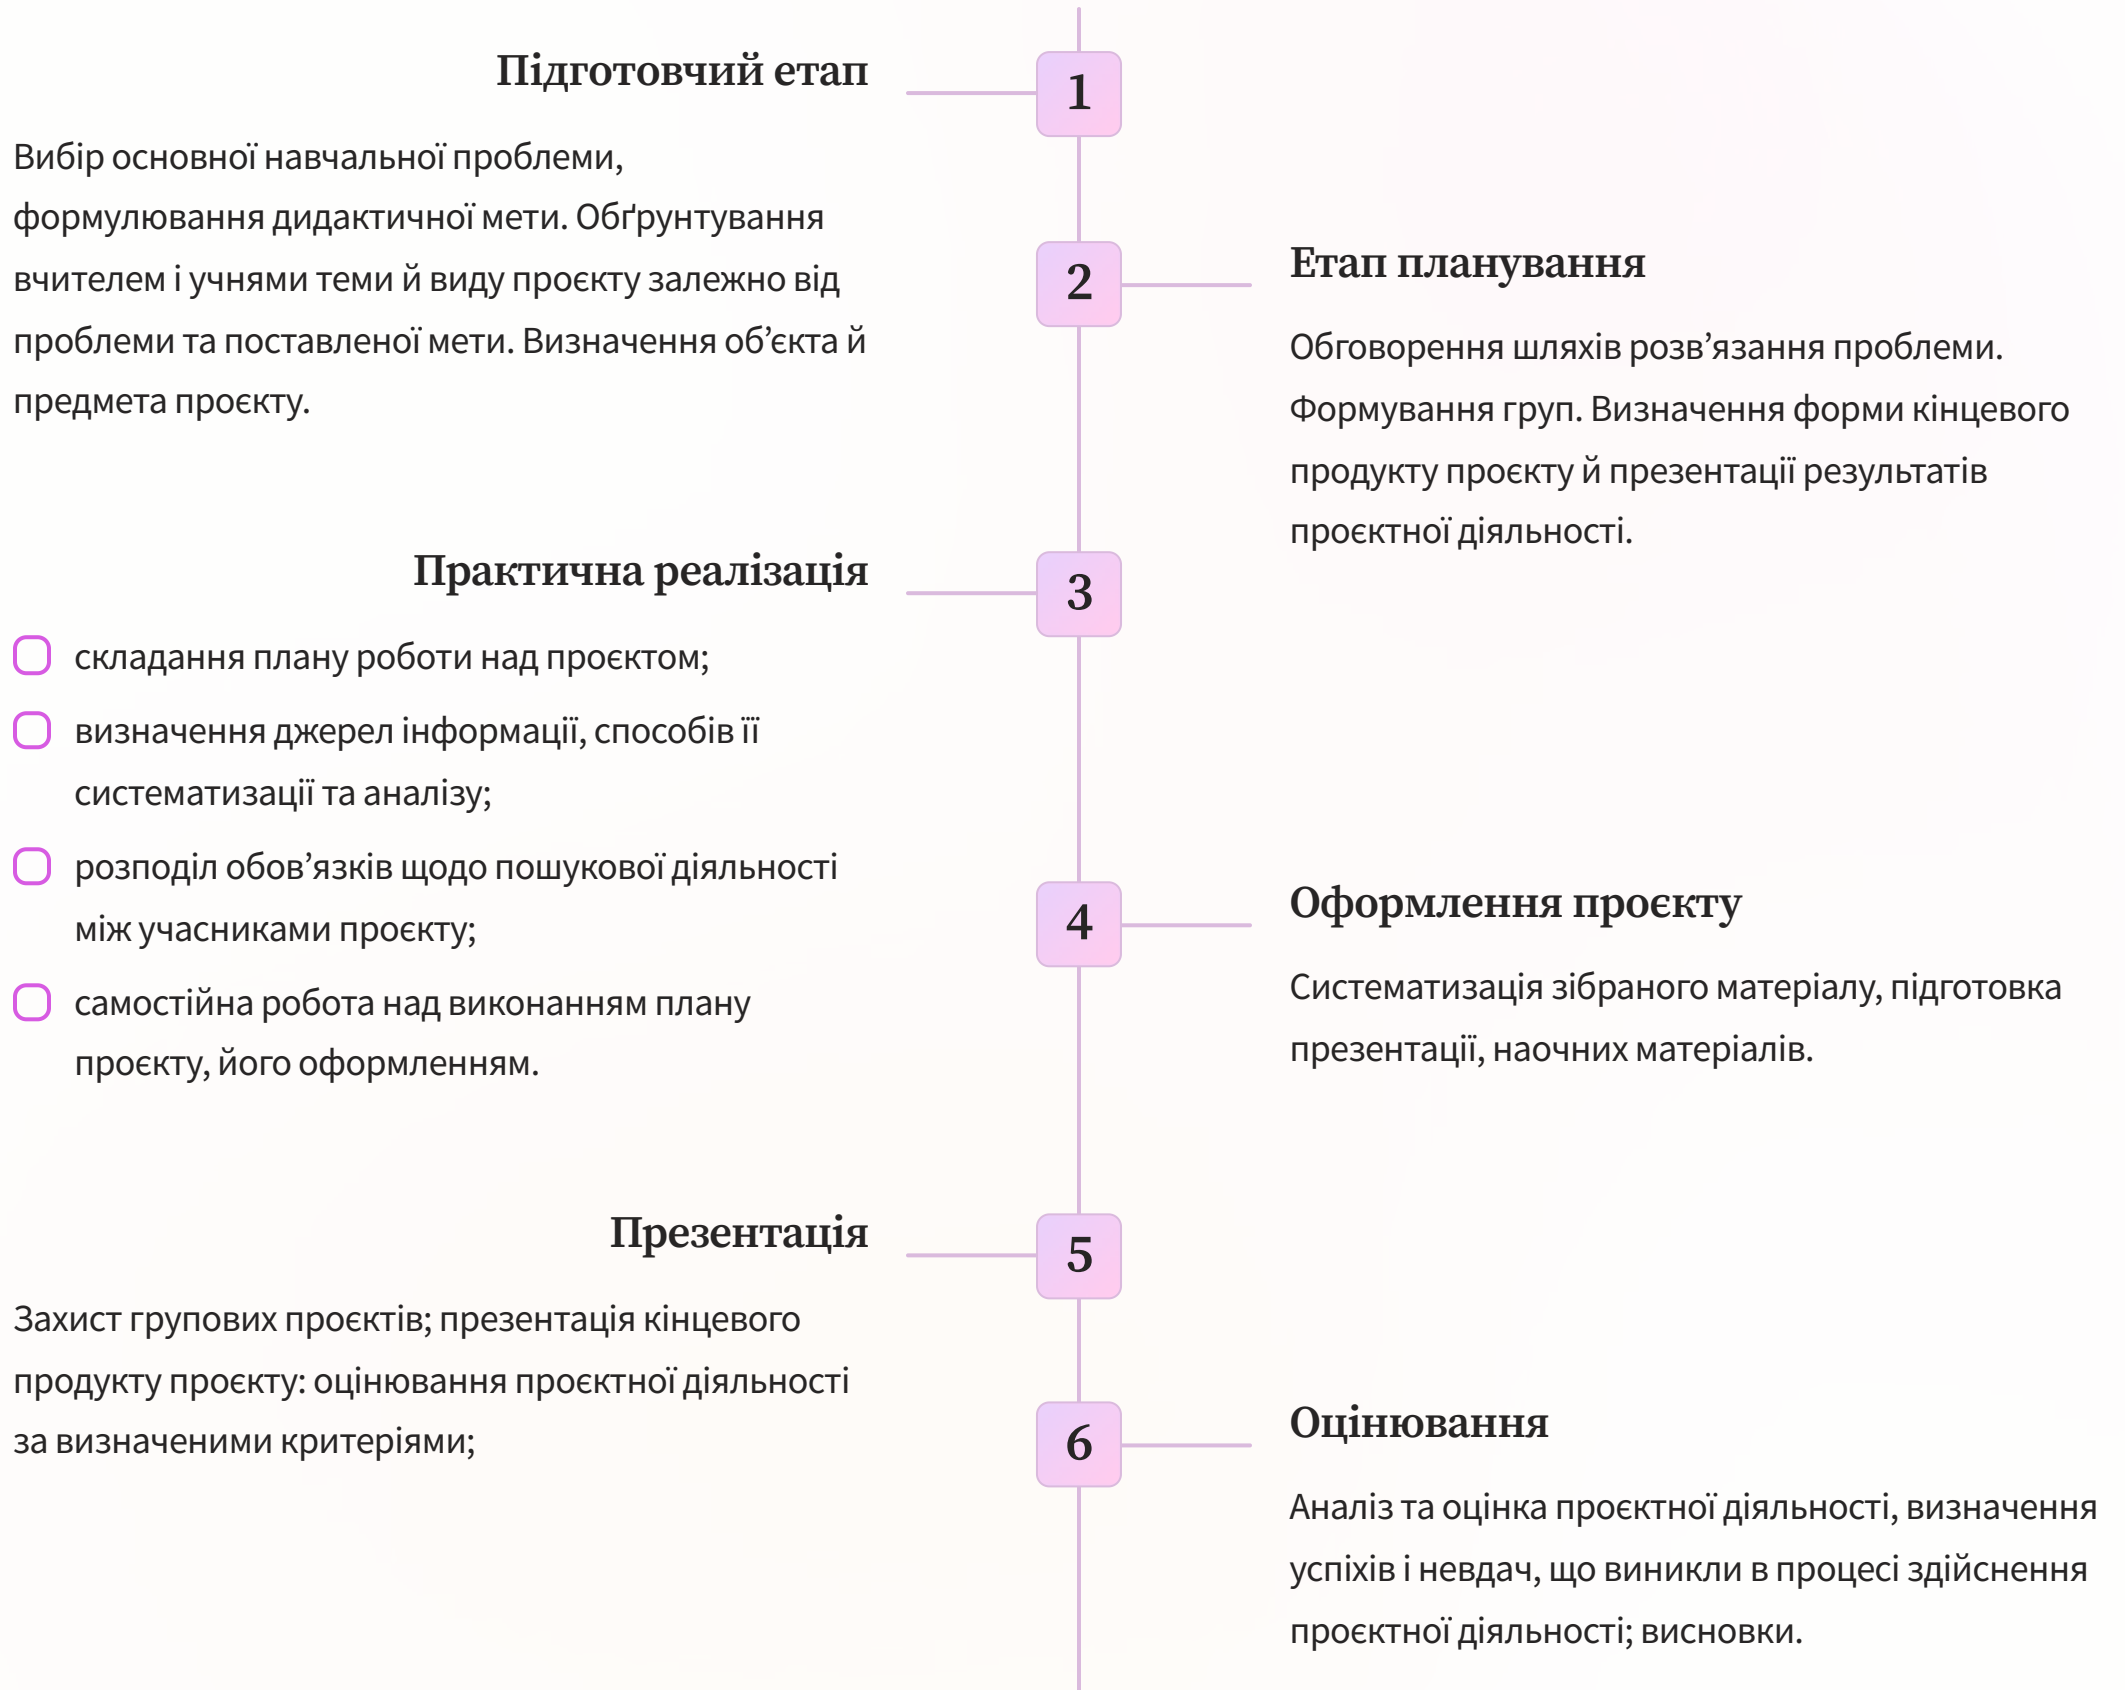 1
Підготовчий етап
Вибір основної навчальної проблеми,
формулювання дидактичної мети. Обґрунтування
вчителем і учнями теми й виду проєкту залежно від
проблеми та поставленої мети. Визначення об’єкта й
предмета проєкту.
2
Етап планування
Обговорення шляхів розв’язання проблеми.
Формування груп. Визначення форми кінцевого
продукту проєкту й презентації результатів
проєктної діяльності.
3
Практична реалізація
складання плану роботи над проєктом;
визначення джерел інформації, способів її
систематизації та аналізу;
розподіл обов’язків щодо пошукової діяльності
між учасниками проєкту;
самостійна робота над виконанням плану
проєкту, його оформленням.
4
Оформлення проєкту
Систематизація зібраного матеріалу, підготовка
презентації, наочних матеріалів.
5
Презентація
Захист групових проєктів; презентація кінцевого
продукту проєкту: оцінювання проєктної діяльності
за визначеними критеріями;
6
Оцінювання
Аналіз та оцінка проєктної діяльності, визначення
успіхів і невдач, що виникли в процесі здійснення
проєктної діяльності; висновки.